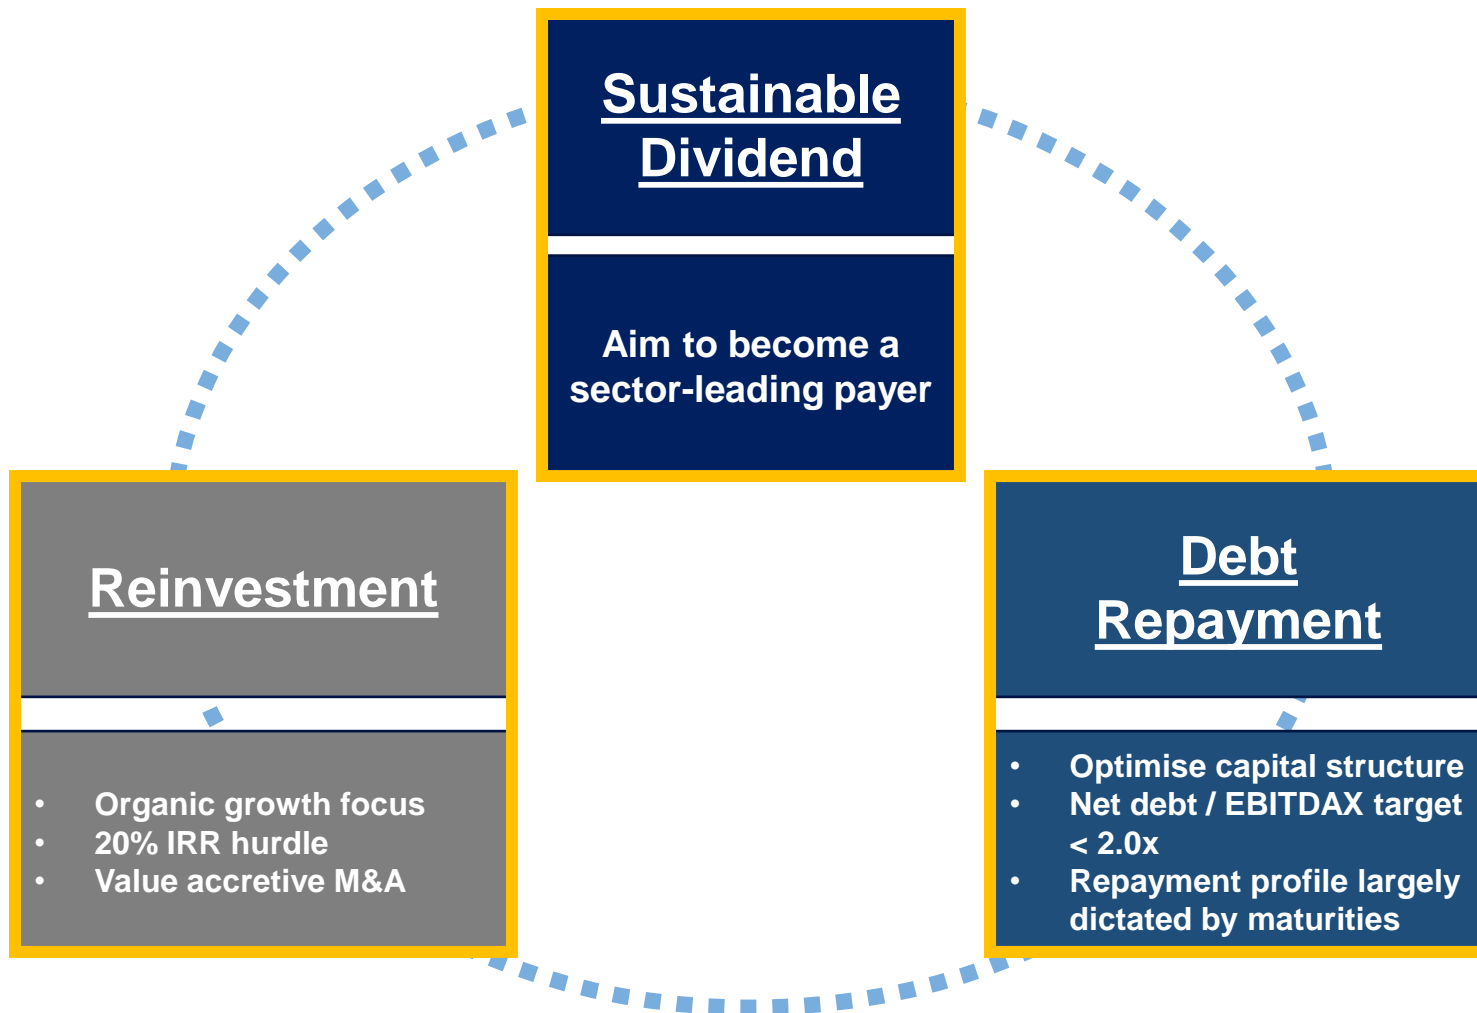 Sustainable
Dividend
Aim to become a
sector-leading payer
Reinvestment
• Organic growth focus
• 20% IRR hurdle
• Value accretive M&A
Debt
Repayment
• Optimise capital structure
• Net debt / EBITDAX target
< 2.0x
• Repayment profile largely
dictated by maturities